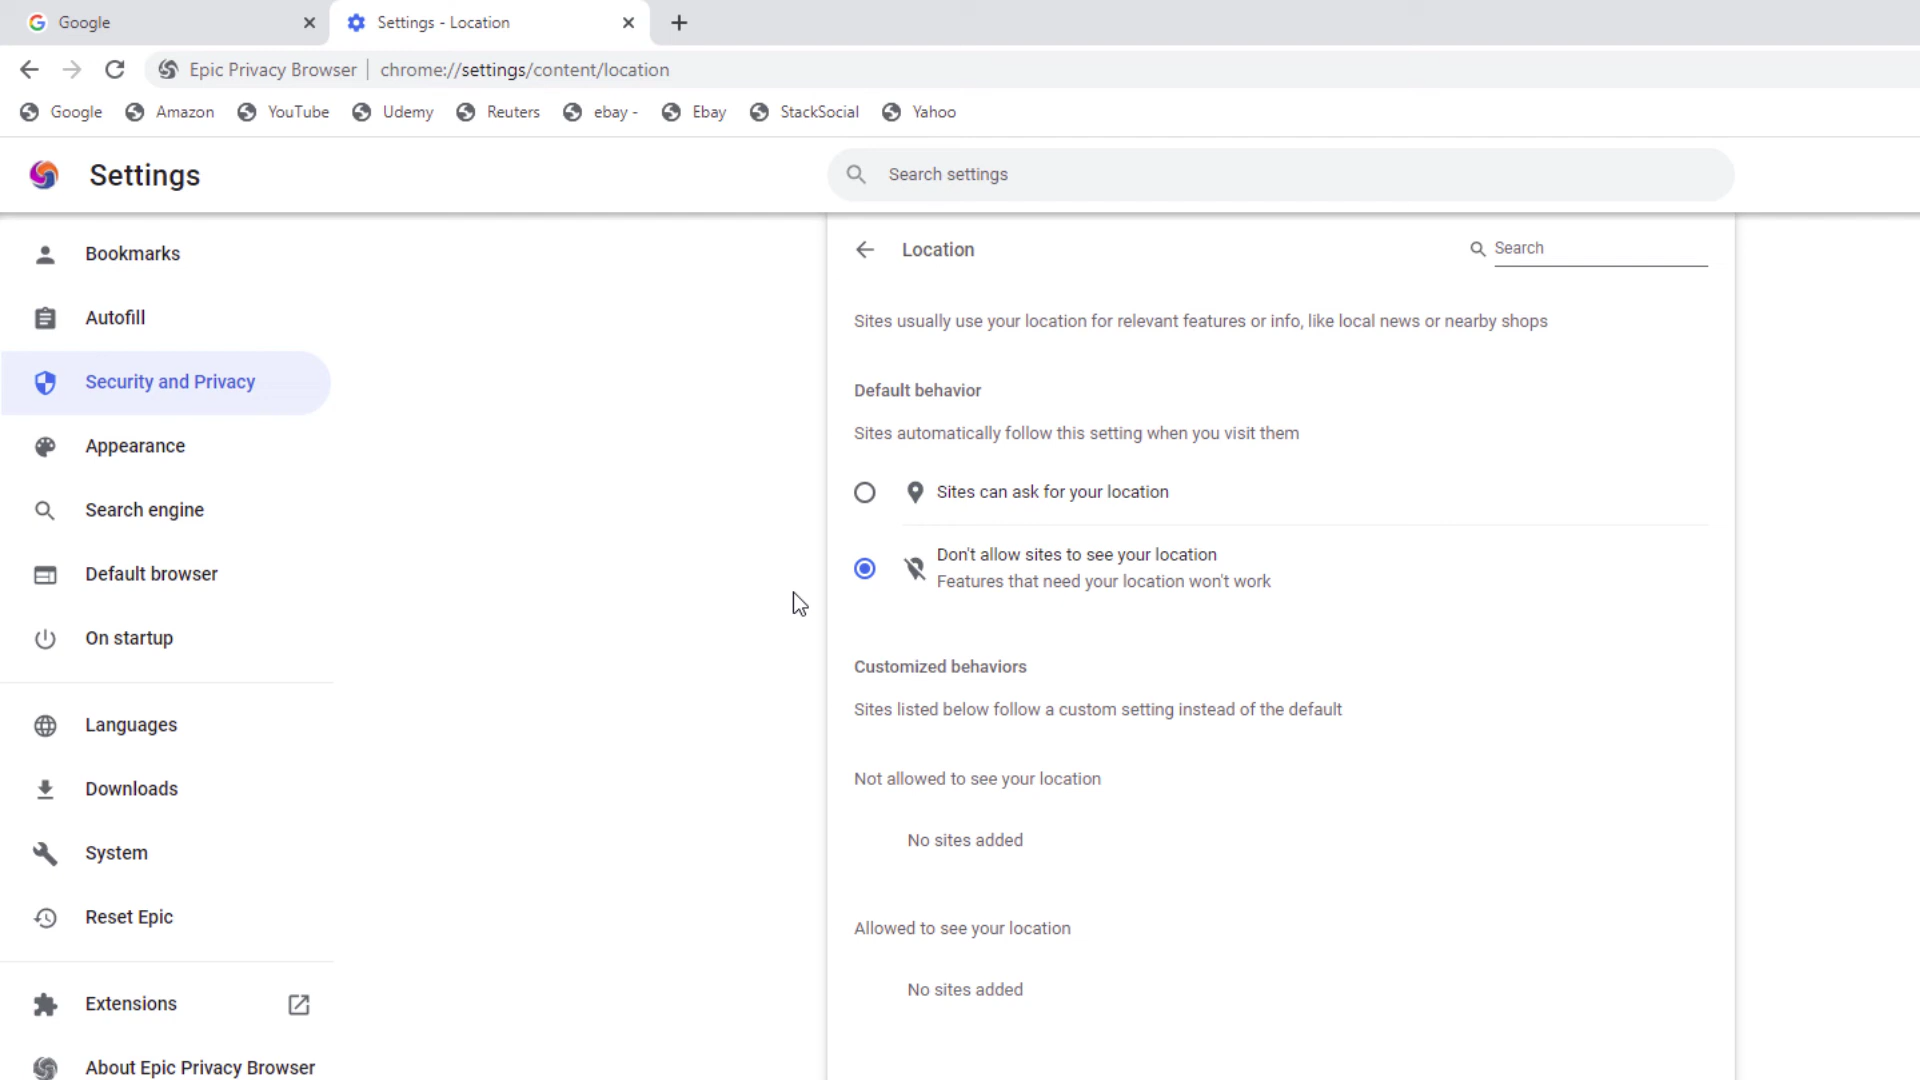 Google
Settings - Location
Epic Privacy Browser
chrome://settings/content/location
Google
Amazon
YouTube
Udemy
Reuters
ebay -
Ebay
StackSocial
Yahoo
Settings
Search settings
Bookmarks
Autofill
Security and Privacy
Appearance
Search engine
Default browser
On startup
Languages
Downloads
System
Reset Epic
Extensions
About Epic Privacy Browser
Location
Search
Sites usually use your location for relevant features or info, like local news or nearby shops
Default behavior
Sites automatically follow this setting when you visit them
Sites can ask for your location
Don't allow sites to see your location
Features that need your location won't work
Customized behaviors
Sites listed below follow a custom setting instead of the default
Not allowed to see your location
No sites added
Allowed to see your location
No sites added